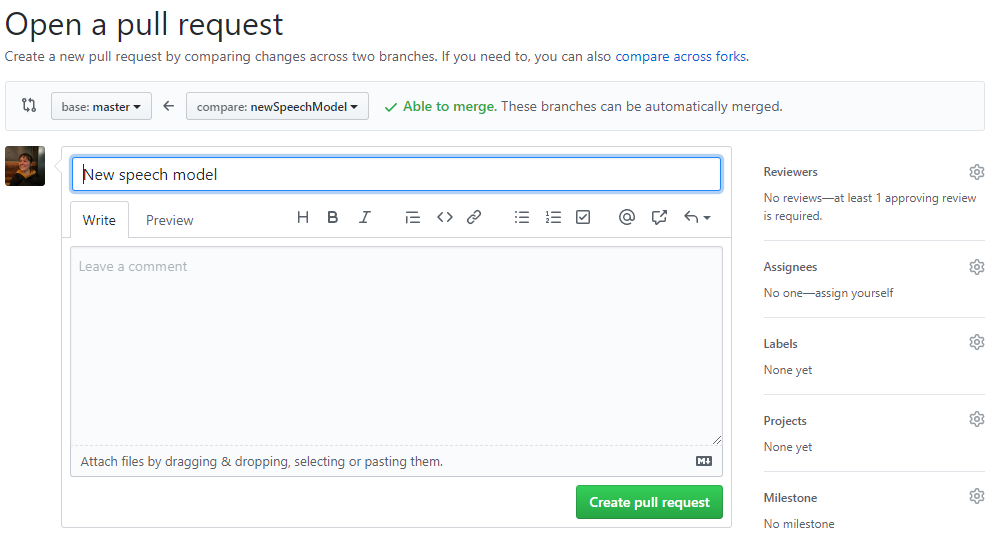 Open a pull request
Create a new pull request by comparing changes across two branches. If you need to, you can also compare across forks.
base: master
compare: newSpeechModel
Able to merge. These branches can be automatically merged.
New speech model
Write
Preview
H B I <> @
Leave a comment
Attach files by dragging & dropping, selecting or pasting them.
Create pull request
Reviewers
No reviews—at least 1 approving review
is required.
Assignees
No one—assign yourself
Labels
None yet
Projects
None yet
Milestone
No milestone